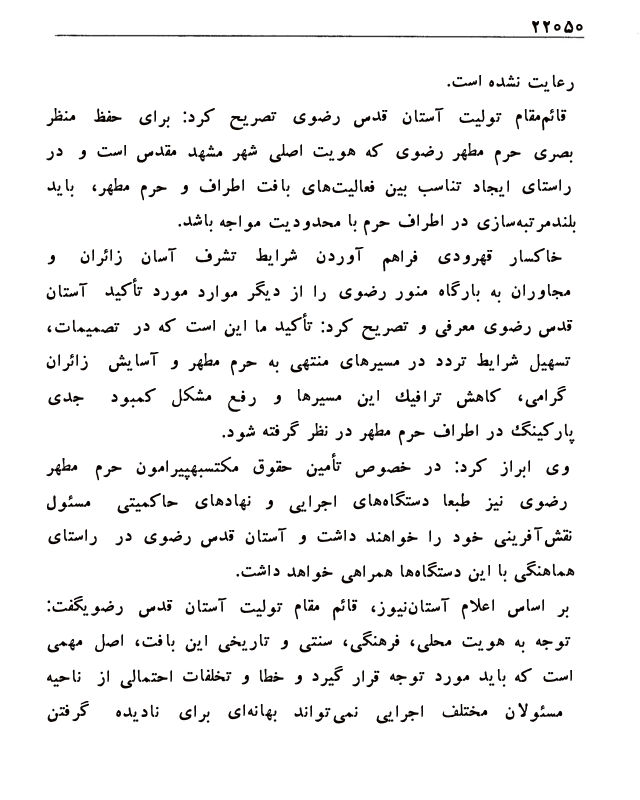 ۲۲۰۵۰
رعایت نشده است.
قائم‌مقام تولیت آستان قدس رضوی تصریح کرد: برای حفظ منظر
بصری حرم مطهر رضوی که هویت اصلی شهر مشهد مقدس است و در
راستای ایجاد تناسب بین فعالیت‌های بافت اطراف و حرم مطهر، باید
بلندمرتبه‌سازی در اطراف حرم با محدودیت مواجه باشد.
خاکسار قهرودی فراهم آوردن شرایط تشرف آسان زائران و
مجاوران به بارگاه منور رضوی را از دیگر موارد مورد تأکید آستان
قدس رضوی معرفی و تصریح کرد: تأکید ما این است که در تصمیمات،
تسهیل شرایط تردد در مسیرهای منتهی به حرم مطهر و آسایش زائران
گرامی، کاهش ترافیك این مسیرها و رفع مشکل کمبود جدی
پارکینگ در اطراف حرم مطهر در نظر گرفته شود.
وی ابراز کرد: در خصوص تأمین حقوق مکتسبهپیرامون حرم مطهر
رضوی نیز طبعا دستگاه‌های اجرایی و نهادهای حاکمیتی مسئول
نقش‌آفرینی خود را خواهند داشت و آستان قدس رضوی در راستای
هماهنگی با این دستگاه‌ها همراهی خواهد داشت.
بر اساس اعلام آستان‌نیوز، قائم مقام تولیت آستان قدس رضویگفت:
توجه به هویت محلی، فرهنگی، سنتی و تاریخی این بافت، اصل مهمی
است که باید مورد توجه قرار گیرد و خطا و تخلفات احتمالی از ناحیه
مسئولان مختلف اجرایی نمی‌تواند بهانه‌ای برای نادیده گرفتن